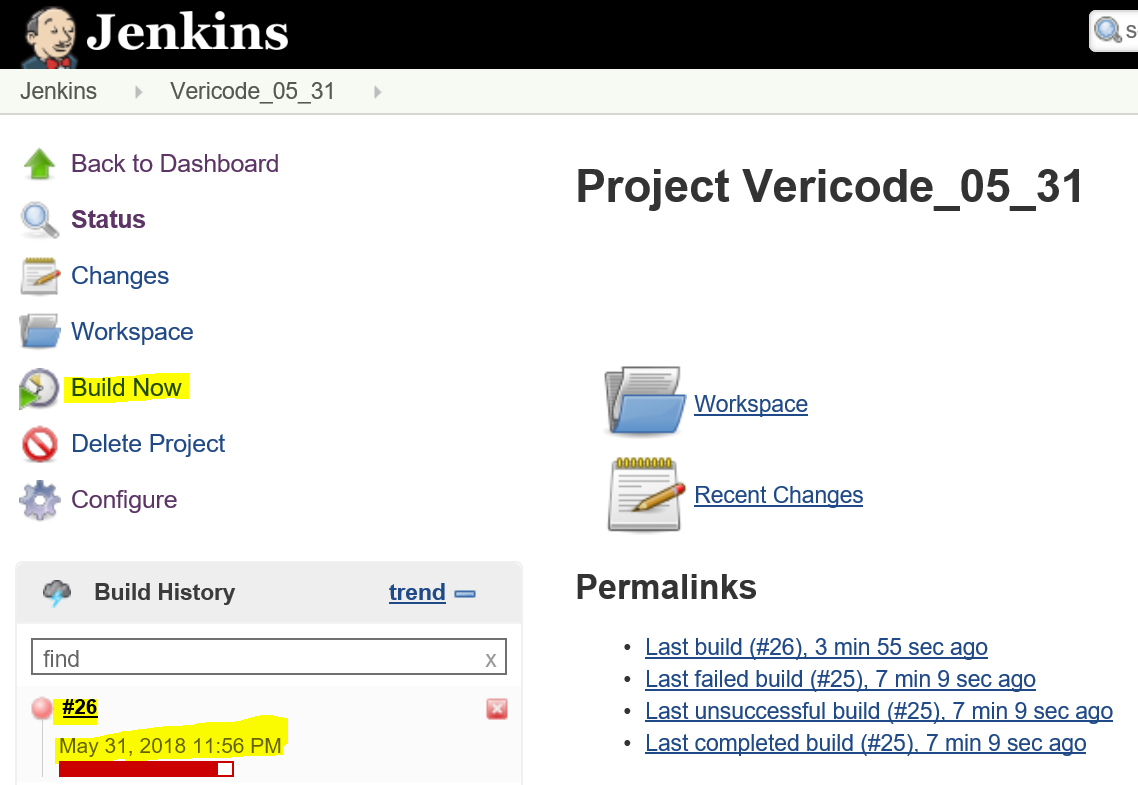 Jenkins
Jenkins Vericode_05_31
Back to Dashboard
Status
Changes
Workspace
Build Now
Delete Project
Configure
Build History trend
find x
#26
May 31, 2018 11:56 PM
Project Vericode_05_31
Workspace
Recent Changes
Permalinks
• Last build (#26), 3 min 55 sec ago
• Last failed build (#25), 7 min 9 sec ago
• Last unsuccessful build (#25), 7 min 9 sec ago
• Last completed build (#25), 7 min 9 sec ago